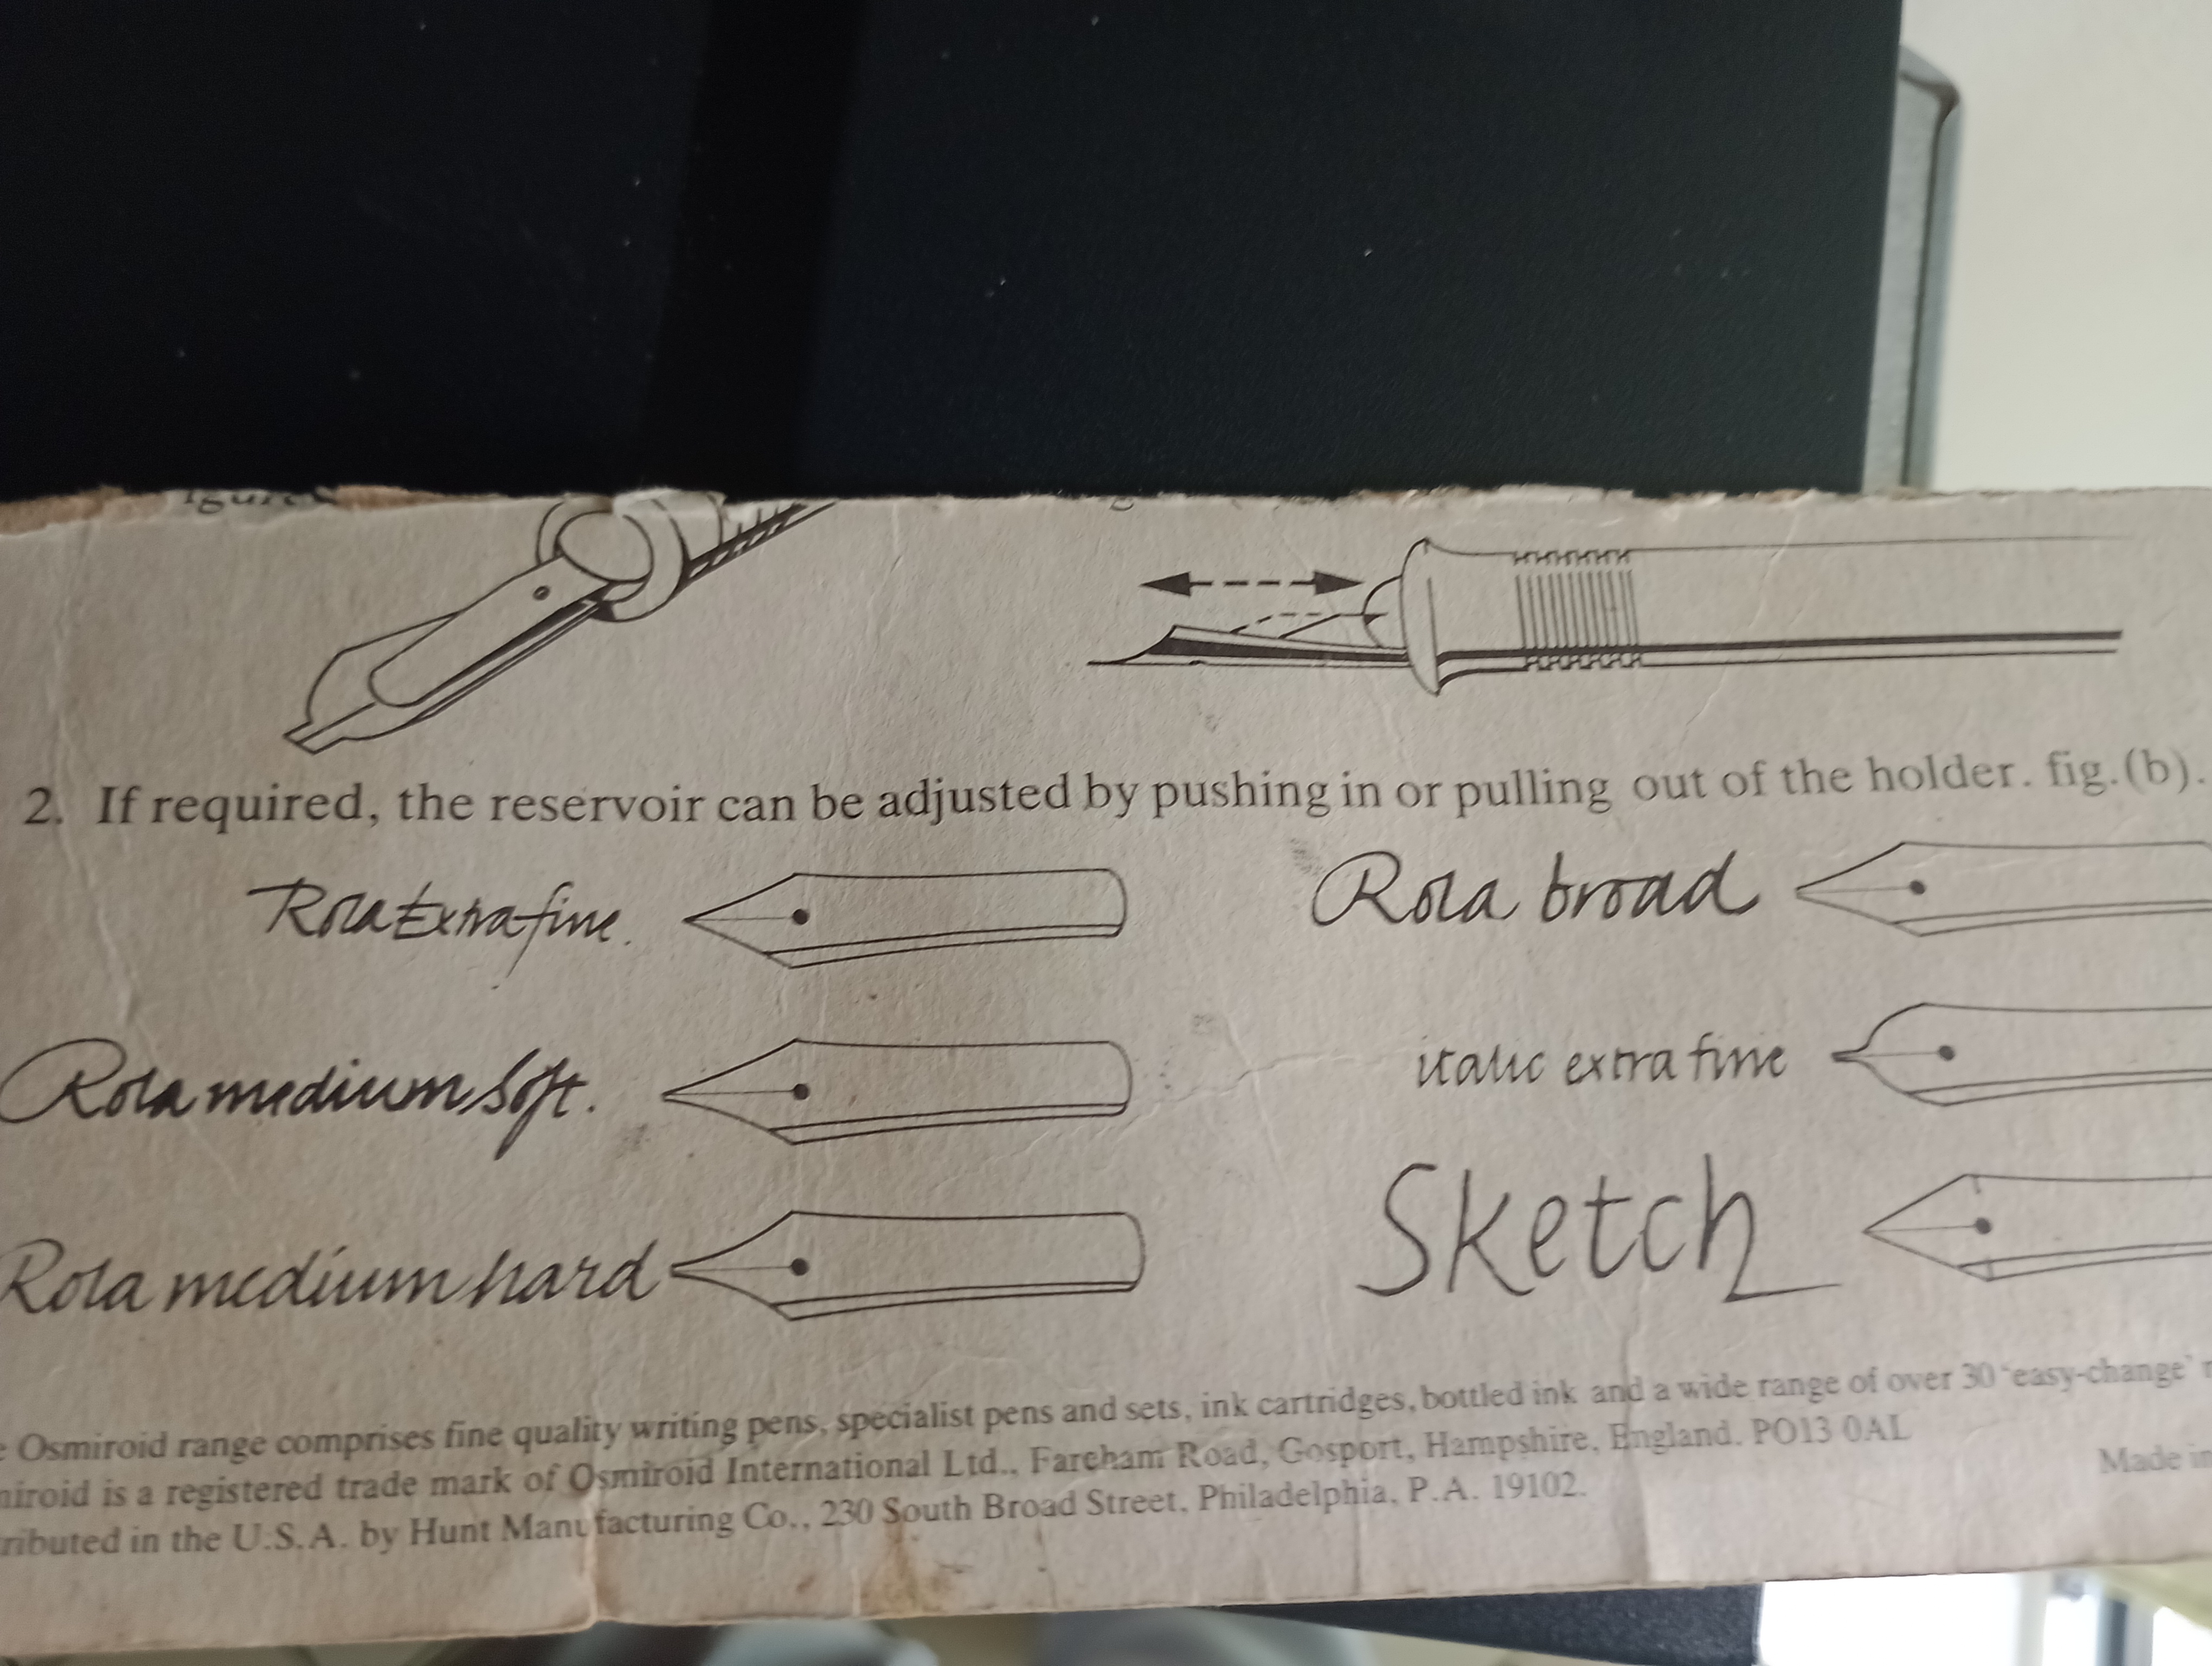 2. If required, the reservoir can be adjusted by pushing in or pulling out of the holder. fig.(b).
Rola Extra fine.
Rola broad
Rola medium soft.
italic extra fine
Rola medium hard
Sketch
Osmiroid range comprises fine quality writing pens, specialist pens and sets, ink cartridges, bottled ink and a wide range of over 30 'easy-change'
miroid is a registered trade mark of Osmiroid International Ltd., Fareham Road, Gosport, Hampshire, England. PO13 0AL
Made in
ributed in the U.S.A. by Hunt Manufacturing Co., 230 South Broad Street, Philadelphia, P.A. 19102.